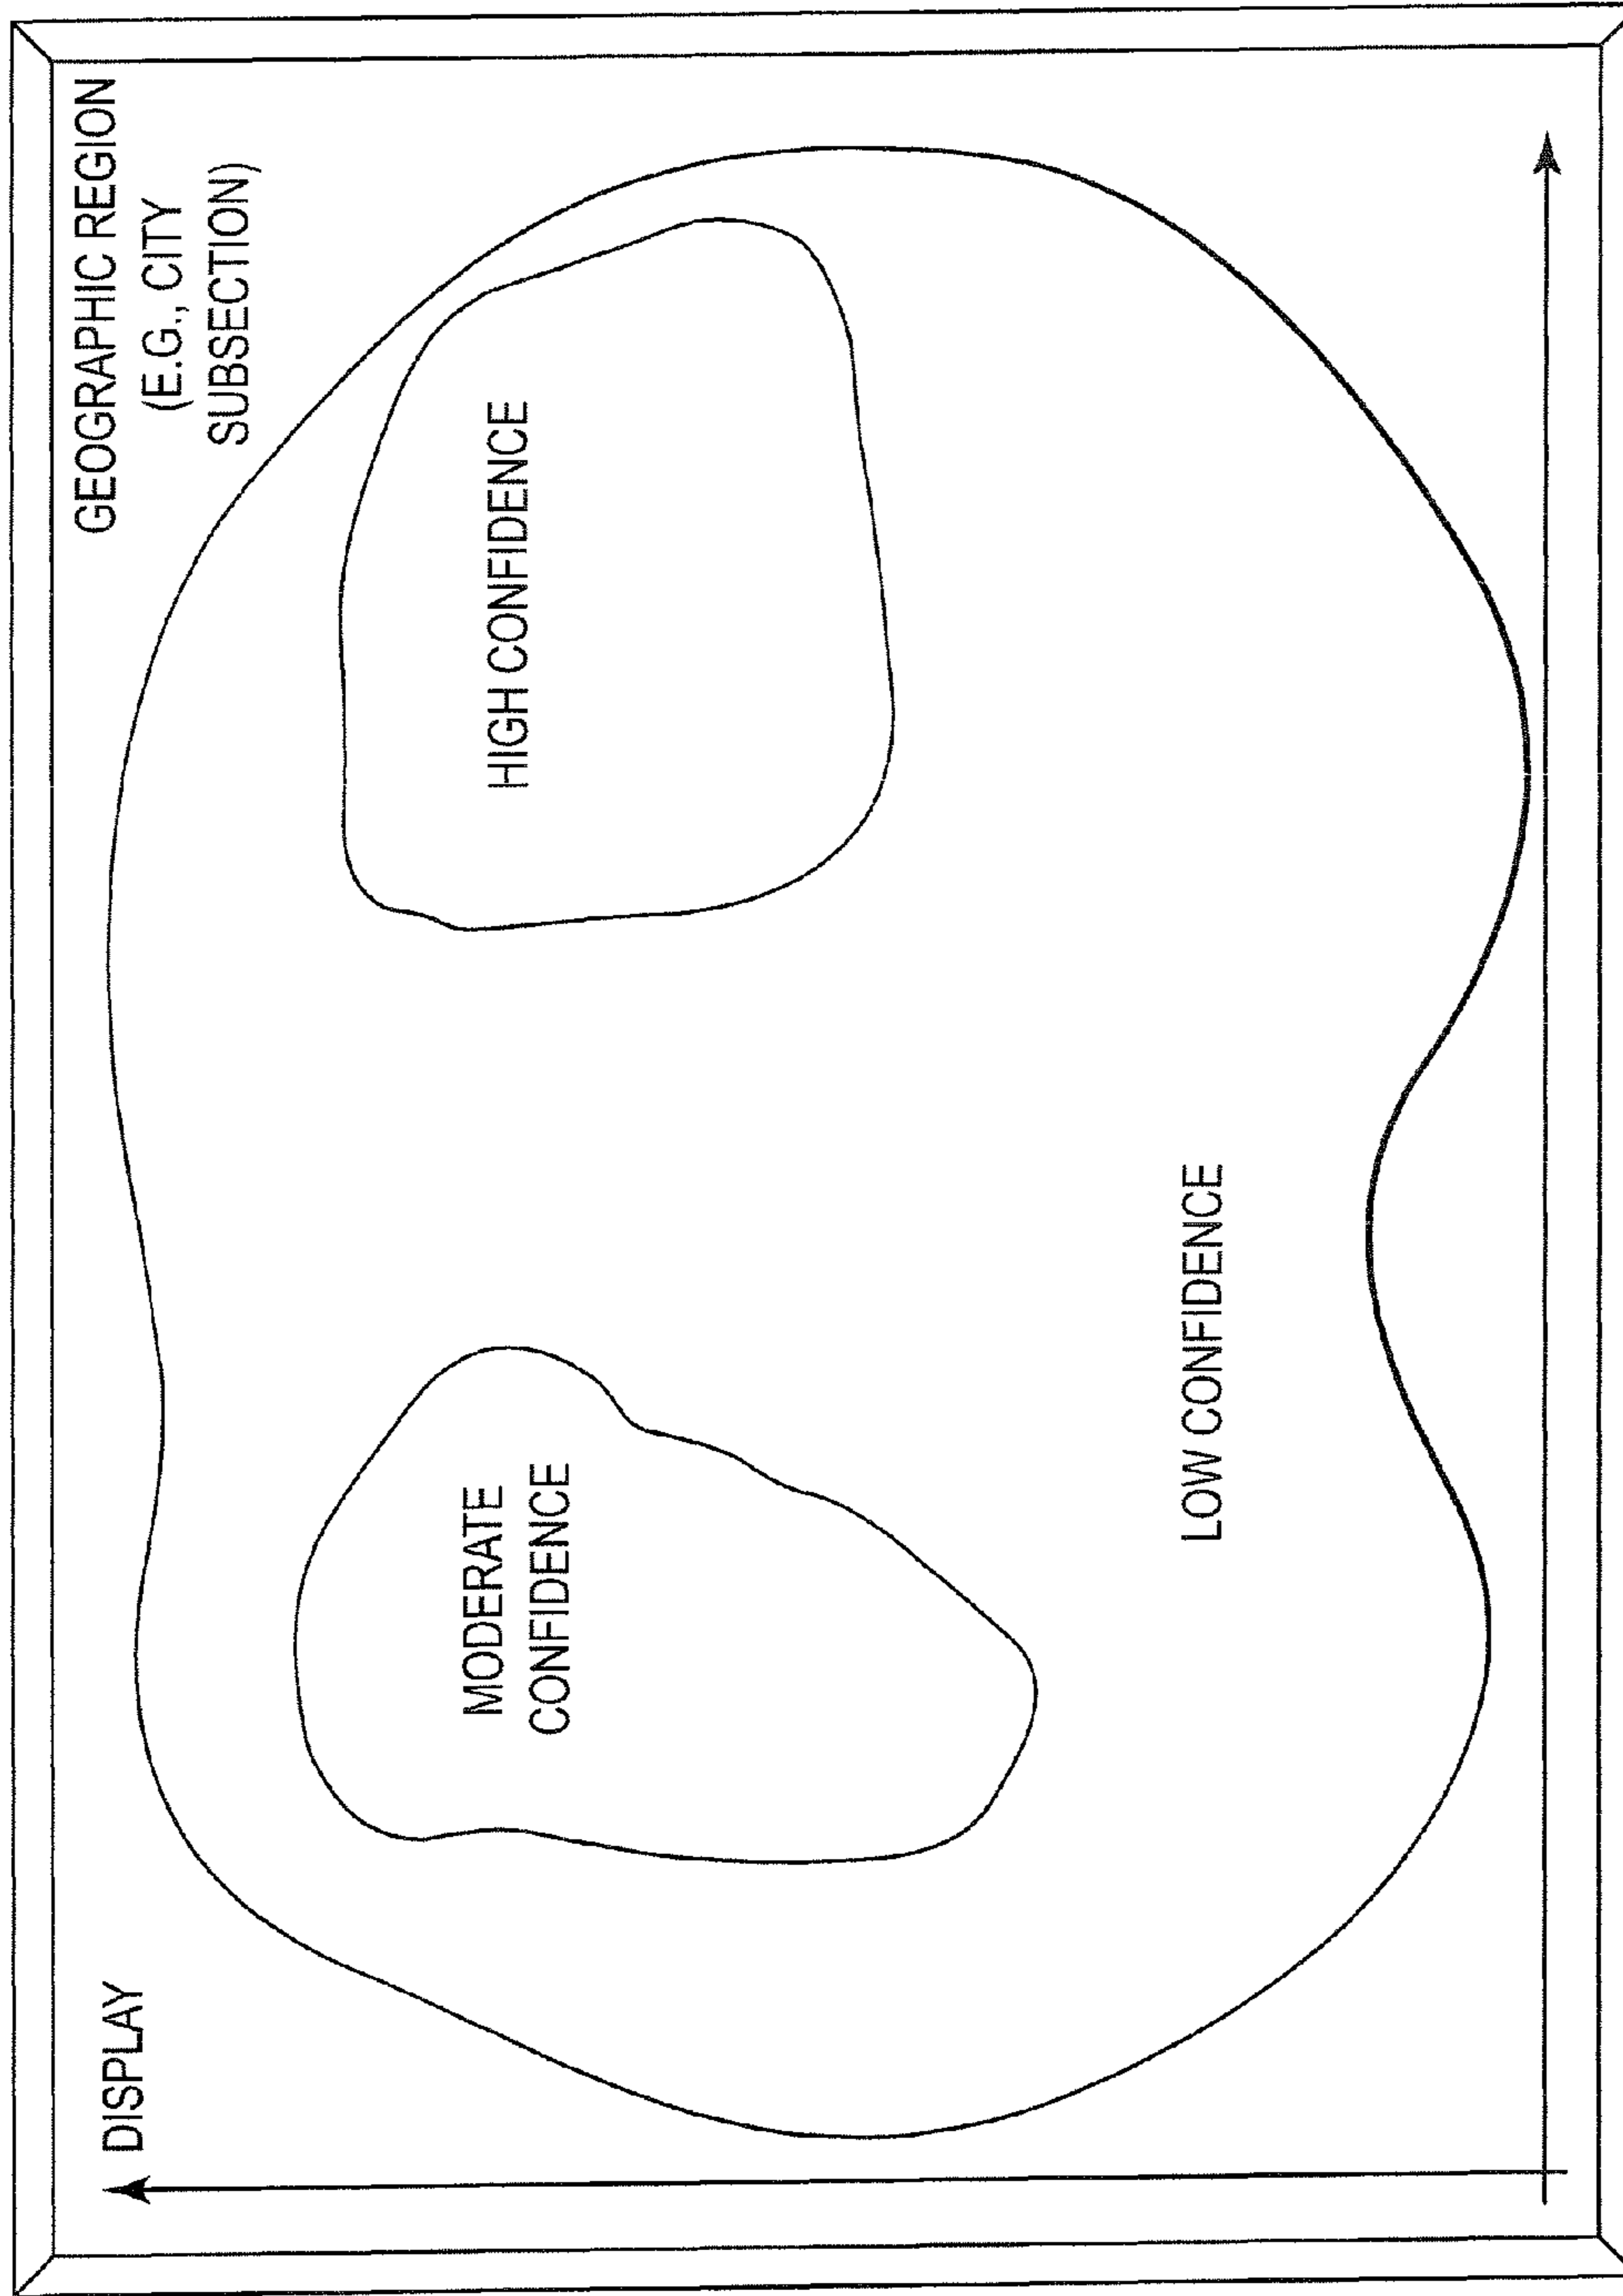 DISPLAY
GEOGRAPHIC REGION
(E.G., CITY
SUBSECTION)
MODERATE
CONFIDENCE
HIGH CONFIDENCE
LOW CONFIDENCE